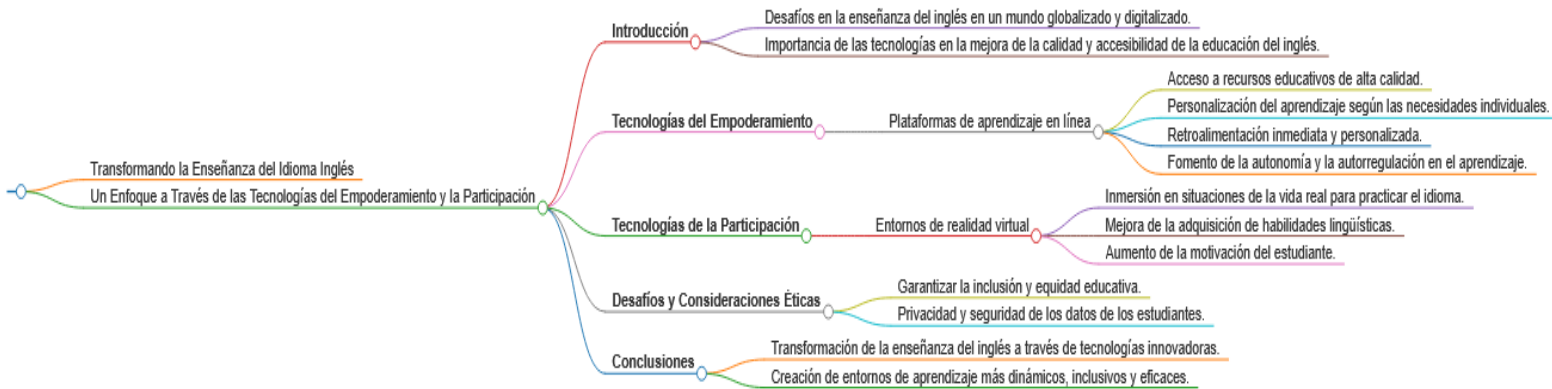 Transformando la Enseñanza del Idioma Inglés
Un Enfoque a Través de las Tecnologías del Empoderamiento y la Participación
Introducción
Desafíos en la enseñanza del inglés en un mundo globalizado y digitalizado.
Importancia de las tecnologías en la mejora de la calidad y accesibilidad de la educación del inglés.
Tecnologías del Empoderamiento
Plataformas de aprendizaje en línea
Acceso a recursos educativos de alta calidad.
Personalización del aprendizaje según las necesidades individuales.
Retroalimentación inmediata y personalizada.
Fomento de la autonomía y la autorregulación en el aprendizaje.
Tecnologías de la Participación
Entornos de realidad virtual
Inmersión en situaciones de la vida real para practicar el idioma.
Mejora de la adquisición de habilidades lingüísticas.
Aumento de la motivación del estudiante.
Desafíos y Consideraciones Éticas
Garantizar la inclusión y equidad educativa.
Privacidad y seguridad de los datos de los estudiantes.
Conclusiones
Transformación de la enseñanza del inglés a través de tecnologías innovadoras.
Creación de entornos de aprendizaje más dinámicos, inclusivos y eficaces.